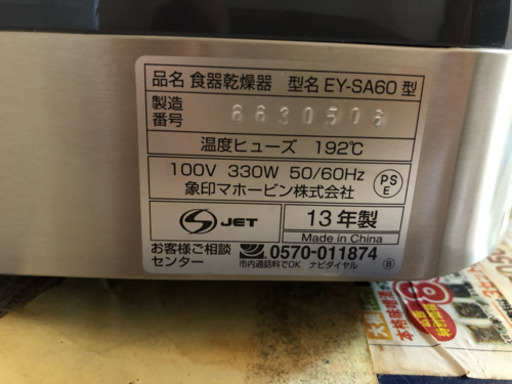 品名 食器乾燥器 型名 EY-SA60 型
製造番号 6630506
温度ヒューズ 192℃
100V 330W 50/60Hz
象印マホービン株式会社
PS E
JET
13年製
Made in China
お客様ご相談センター 0570-011874
市内通話料でOK ナビダイヤル ⑧